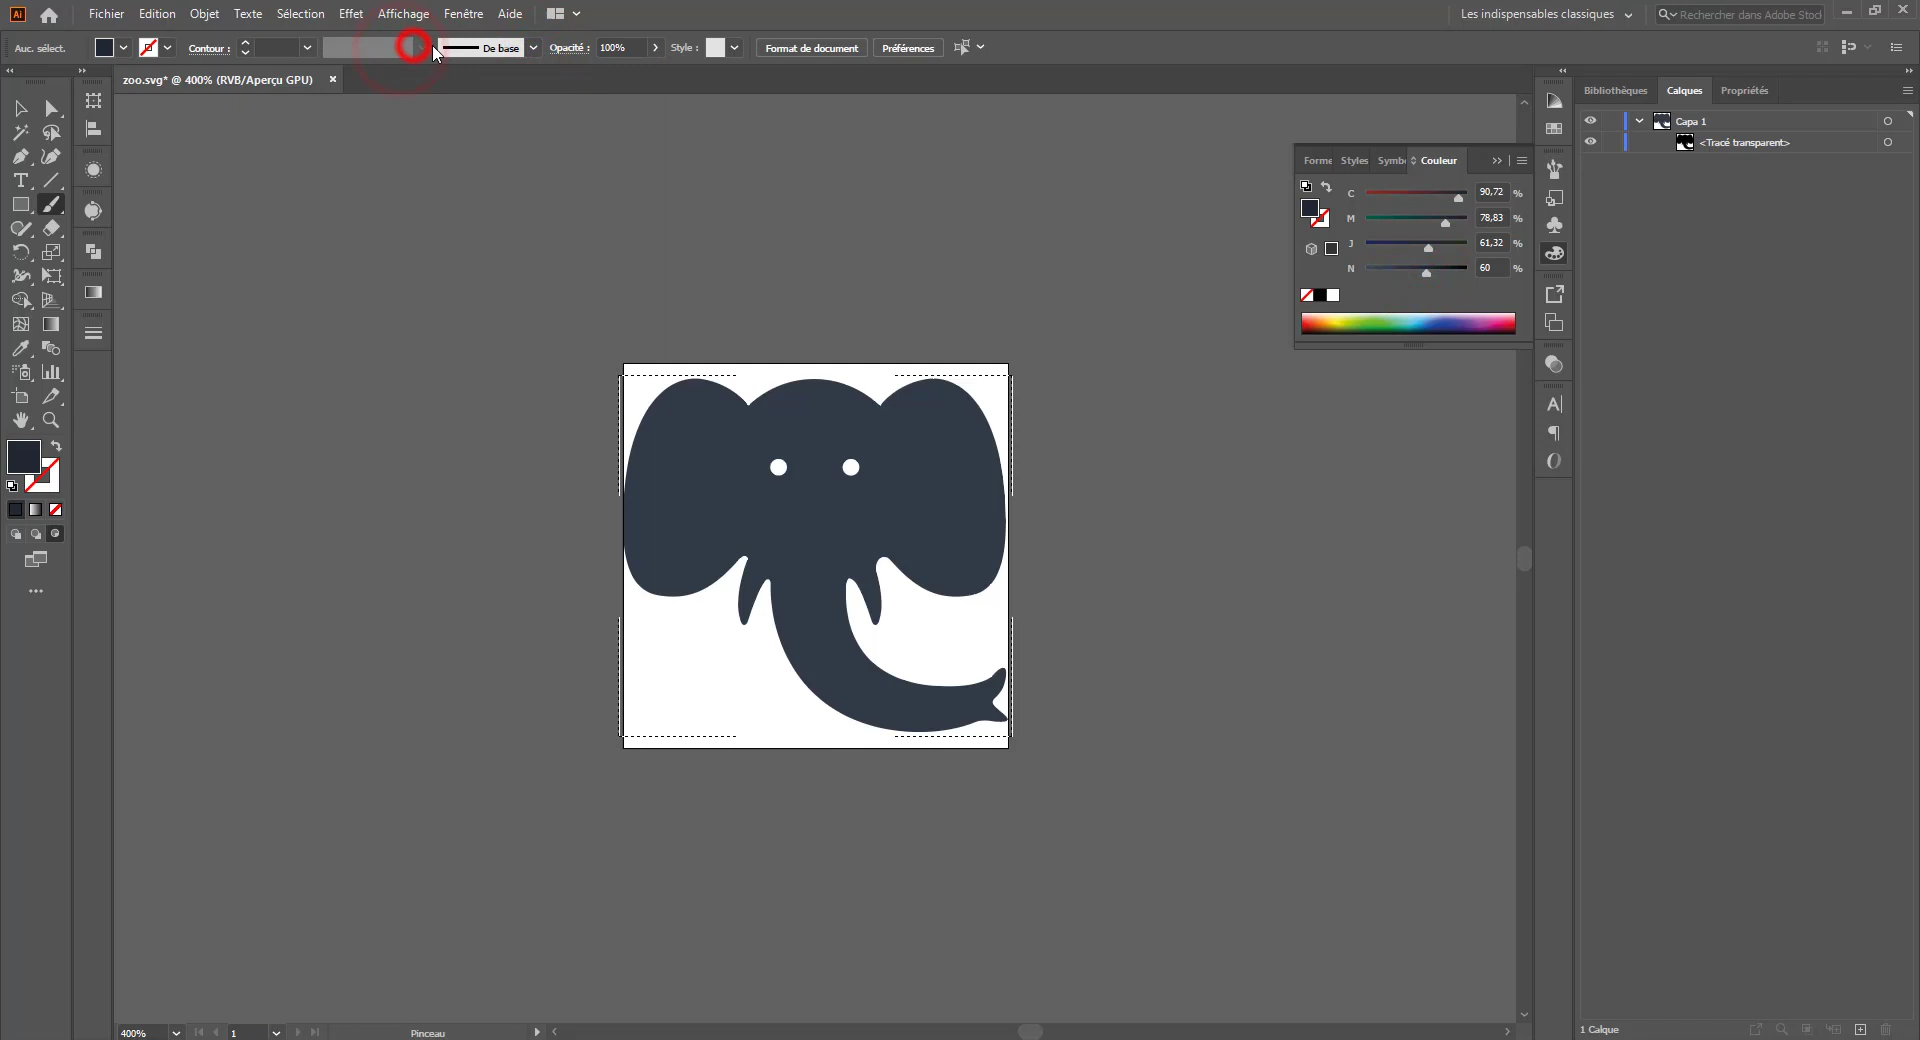 Ai Fichier Edition Objet Texte Sélection Effet Affichage Fenêtre Aide Les indispensables classiques Rechercher dans Adobe Stock
Auc. sélect. Contour : De base Opacité : 100% Style : Format de document Préférences
zoo.svg* @ 400% (RVB/Aperçu GPU) ×
Bibliothèques Calques Propriétés
Capa 1
<Tracé transparent>
Forme Styles Symbo Couleur
C 90,72 %
M 78,83 %
J 61,32 %
N 60 %
400% 1 Pinceau
1 Calque